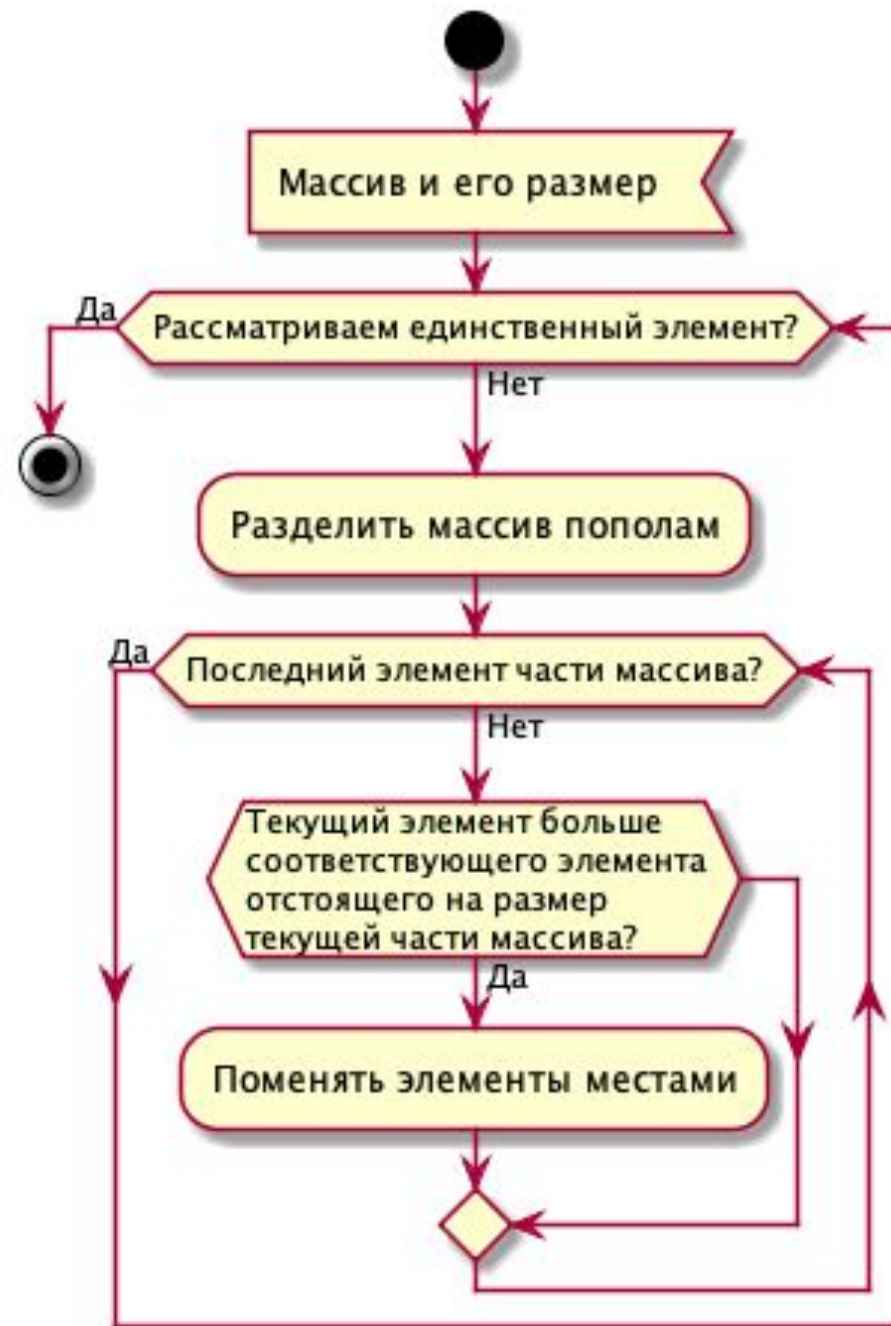 Массив и его размер
Да
Рассматриваем единственный элемент?
Нет
Разделить массив пополам
Да
Последний элемент части массива?
Нет
Текущий элемент больше
соответствующего элемента
отстоящего на размер
текущей части массива?
Да
Поменять элементы местами